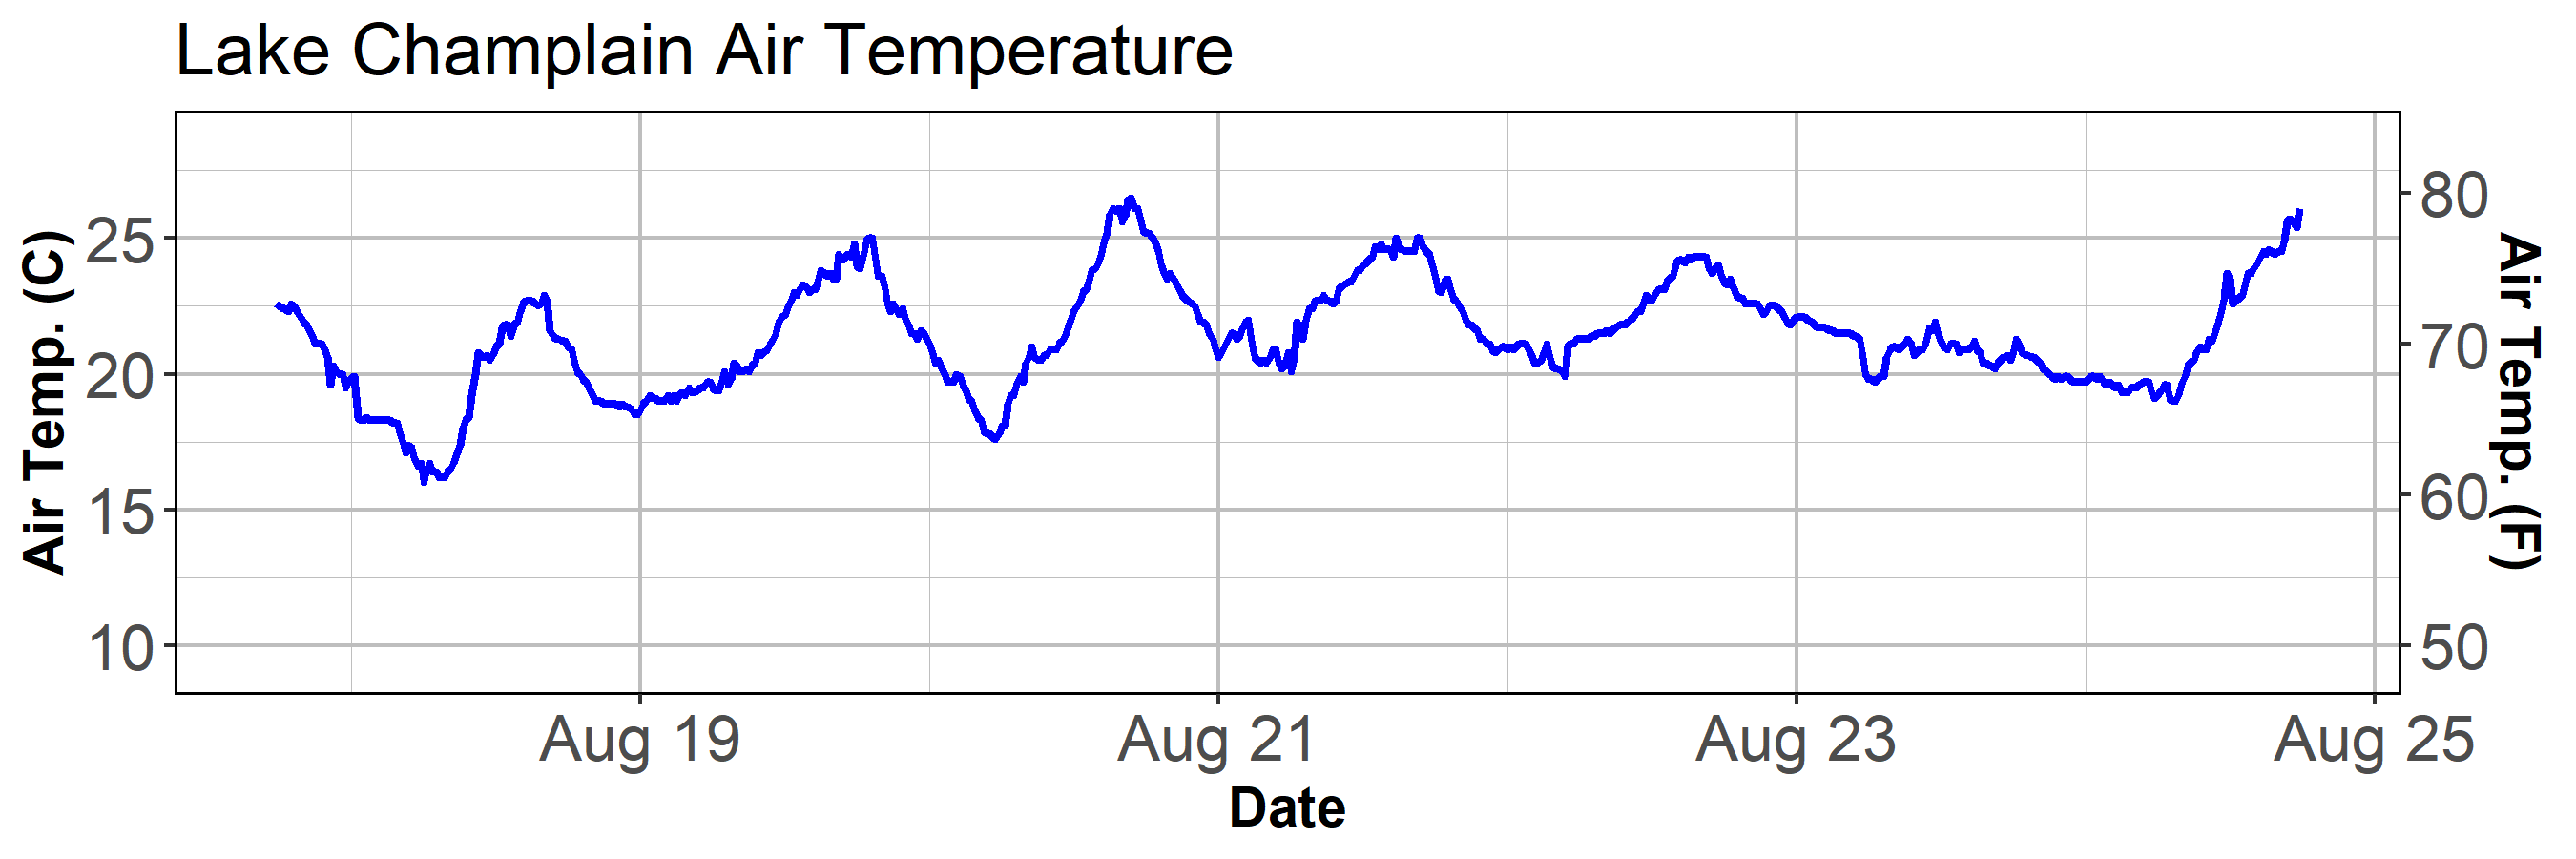 Lake Champlain Air Temperature
Air Temp. (C)
25
20
15
10
80
70
60
50
Air Temp. (F)
Aug 19
Aug 21
Aug 23
Aug 25
Date